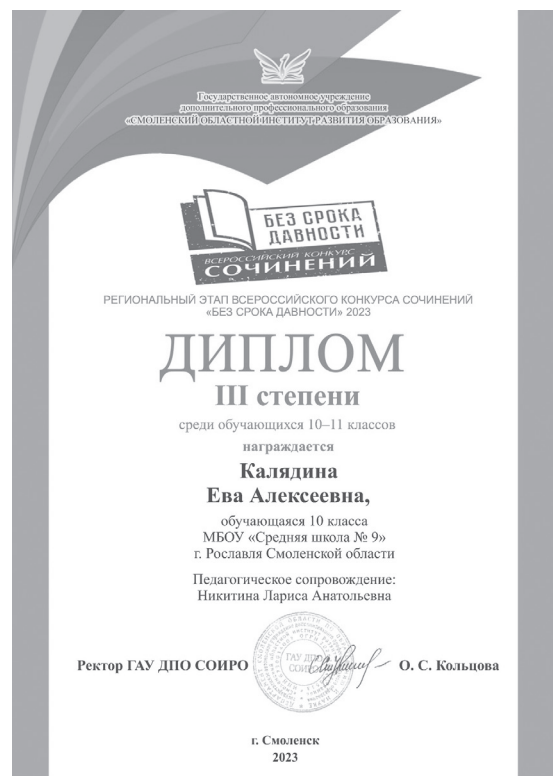 Государственное автономное учреждение
дополнительного профессионального образования
«СМОЛЕНСКИЙ ОБЛАСТНОЙ ИНСТИТУТ РАЗВИТИЯ ОБРАЗОВАНИЯ»
БЕЗ СРОКА
ДАВНОСТИ
ВСЕРОССИЙСКИЙ КОНКУРС
СОЧИНЕНИЙ
РЕГИОНАЛЬНЫЙ ЭТАП ВСЕРОССИЙСКОГО КОНКУРСА СОЧИНЕНИЙ
«БЕЗ СРОКА ДАВНОСТИ» 2023
ДИПЛОМ
III степени
среди обучающихся 10–11 классов
награждается
Калядина
Ева Алексеевна,
обучающаяся 10 класса
МБОУ «Средняя школа № 9»
г. Рославля Смоленской области
Педагогическое сопровождение:
Никитина Лариса Анатольевна
Ректор ГАУ ДПО СОИРО
ГАУ ДПО
СОИРО
О. С. Кольцова
г. Смоленск
2023